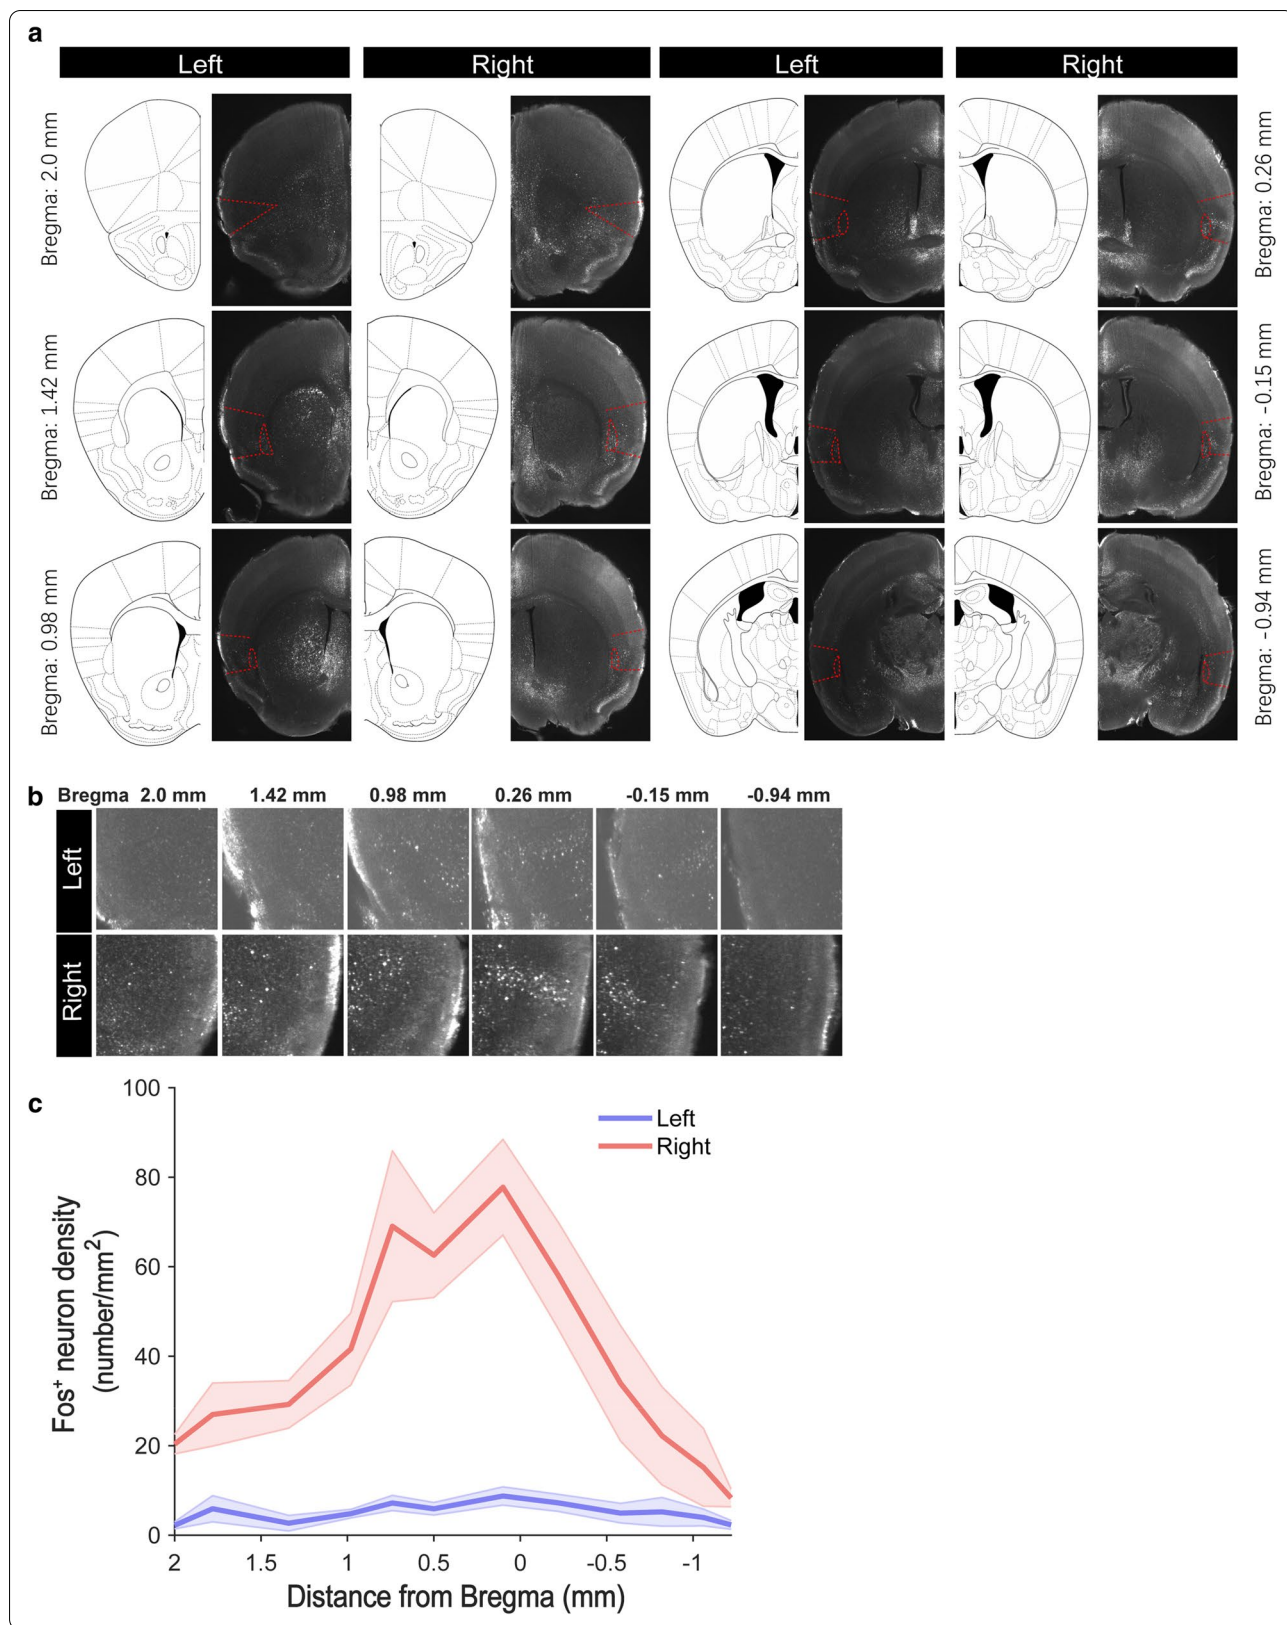 a
Left Right Left Right
Bregma: 2.0 mm
Bregma: 0.26 mm
Bregma: 1.42 mm
Bregma: -0.15 mm
Bregma: 0.98 mm
Bregma: -0.94 mm
b
Bregma 2.0 mm 1.42 mm 0.98 mm 0.26 mm -0.15 mm -0.94 mm
Left
Right
c
100
80
60
40
20
0
Fos⁺ neuron density
(number/mm²)
Left
Right
2 1.5 1 0.5 0 -0.5 -1
Distance from Bregma (mm)